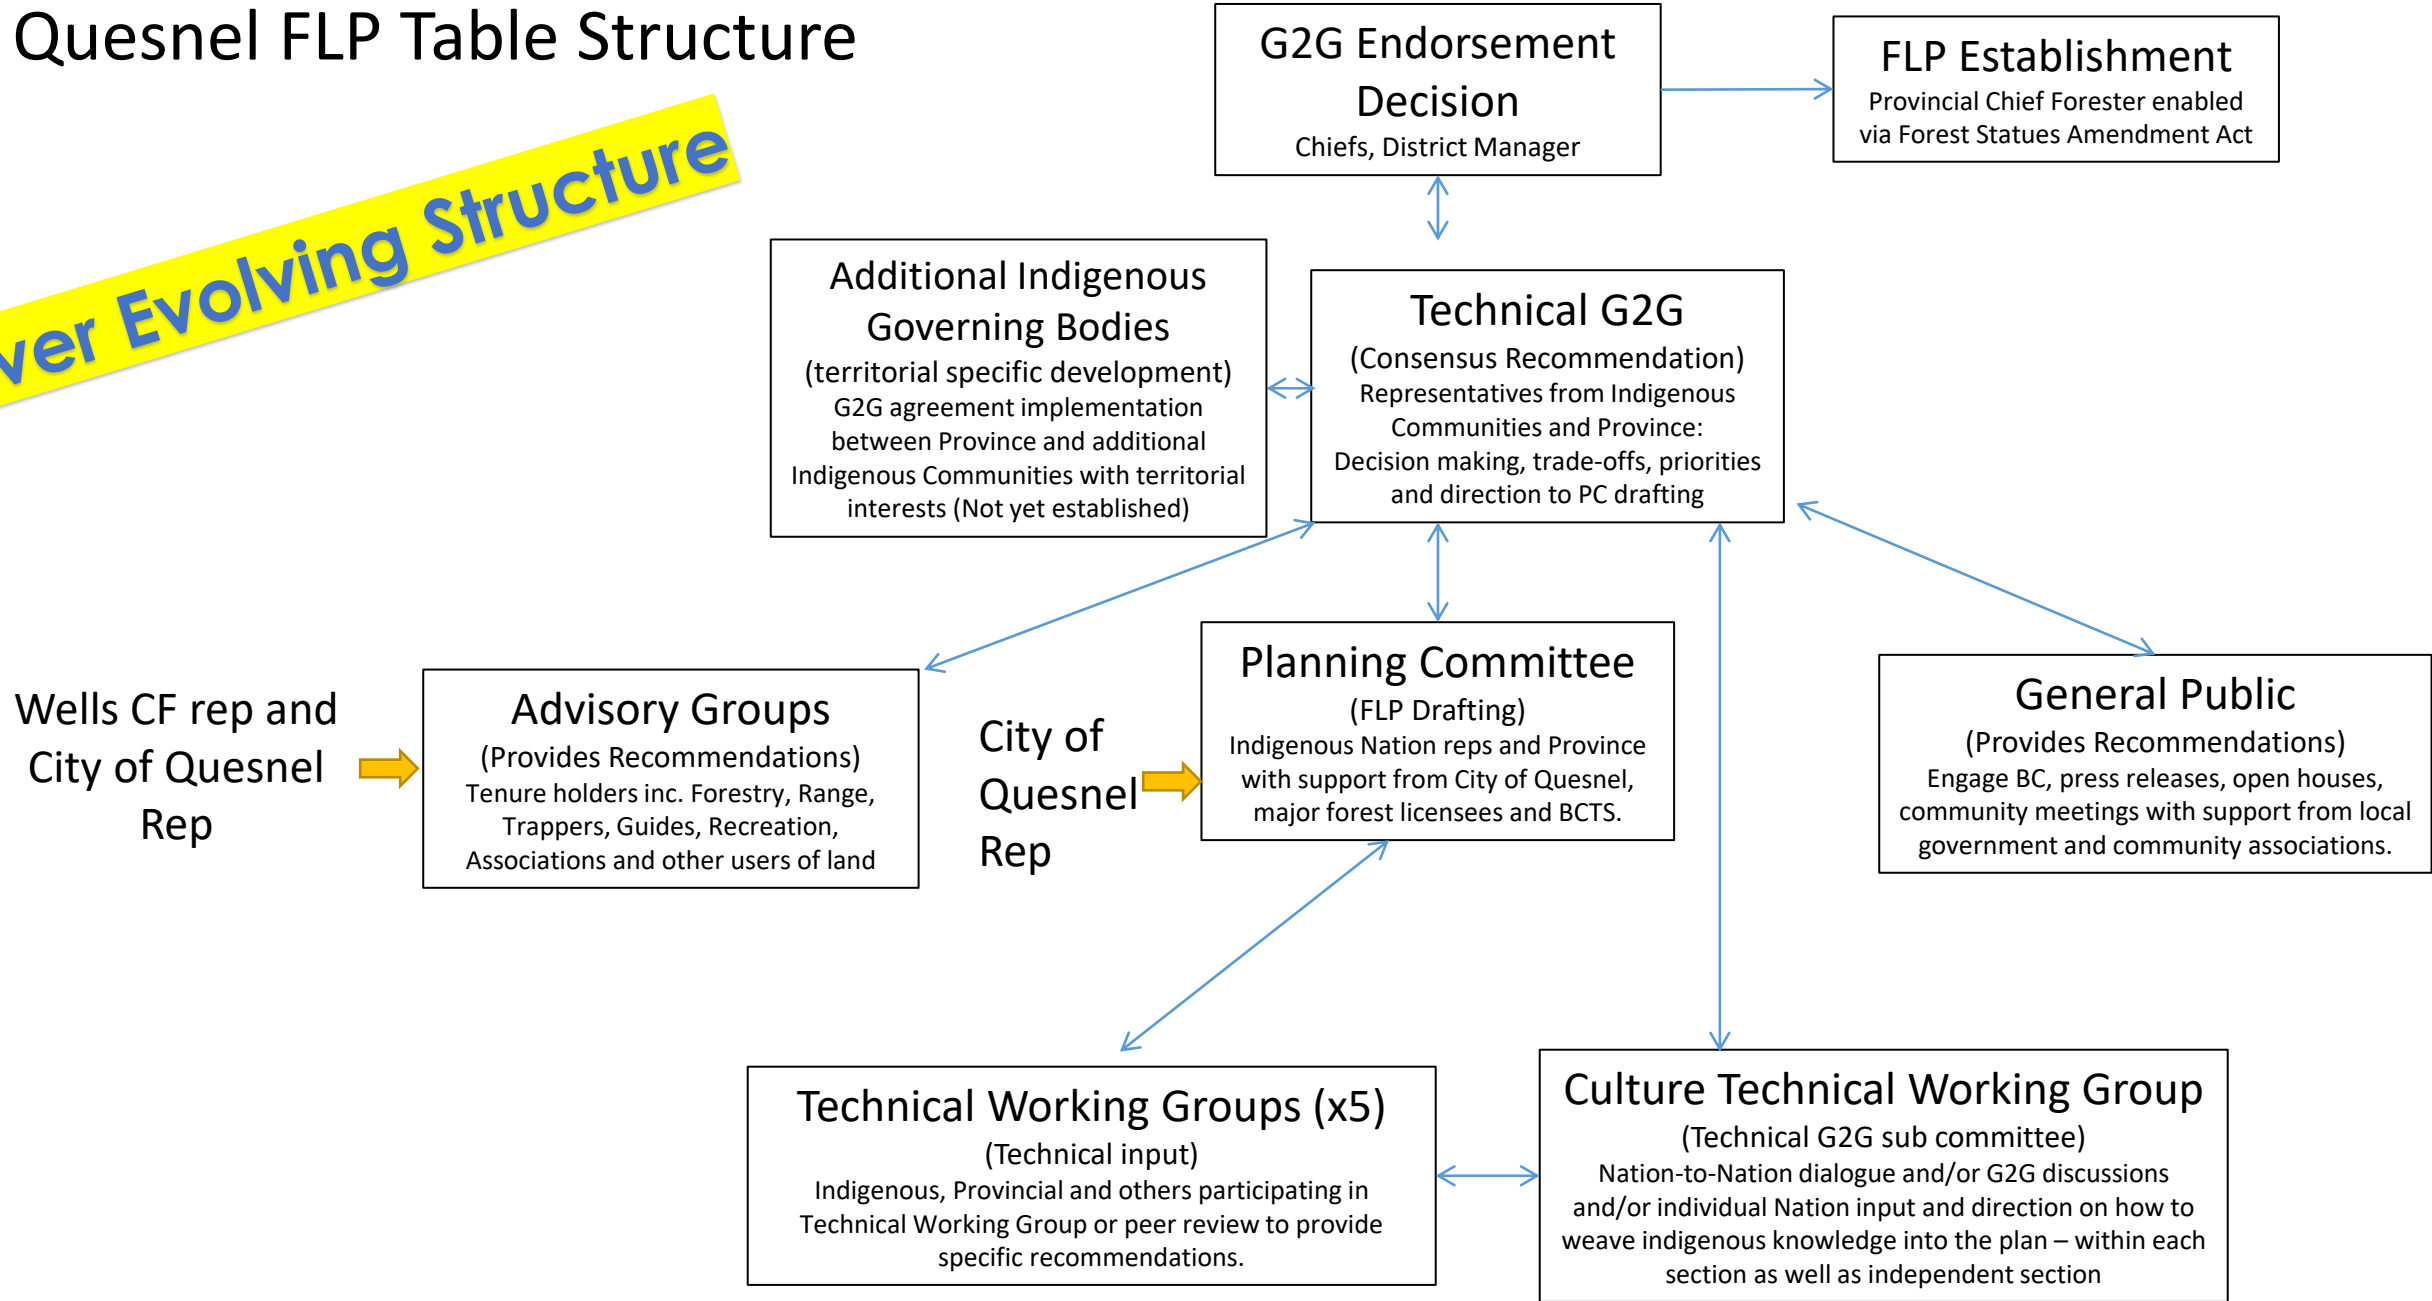 Quesnel FLP Table Structure
ver Evolving Structure
G2G Endorsement
Decision
Chiefs, District Manager
FLP Establishment
Provincial Chief Forester enabled
via Forest Statues Amendment Act
Additional Indigenous
Governing Bodies
(territorial specific development)
G2G agreement implementation
between Province and additional
Indigenous Communities with territorial
interests (Not yet established)
Technical G2G
(Consensus Recommendation)
Representatives from Indigenous
Communities and Province:
Decision making, trade-offs, priorities
and direction to PC drafting
Wells CF rep and
City of Quesnel
Rep
Advisory Groups
(Provides Recommendations)
Tenure holders inc. Forestry, Range,
Trappers, Guides, Recreation,
Associations and other users of land
City of
Quesnel
Rep
Planning Committee
(FLP Drafting)
Indigenous Nation reps and Province
with support from City of Quesnel,
major forest licensees and BCTS.
General Public
(Provides Recommendations)
Engage BC, press releases, open houses,
community meetings with support from local
government and community associations.
Technical Working Groups (x5)
(Technical input)
Indigenous, Provincial and others participating in
Technical Working Group or peer review to provide
specific recommendations.
Culture Technical Working Group
(Technical G2G sub committee)
Nation-to-Nation dialogue and/or G2G discussions
and/or individual Nation input and direction on how to
weave indigenous knowledge into the plan – within each
section as well as independent section